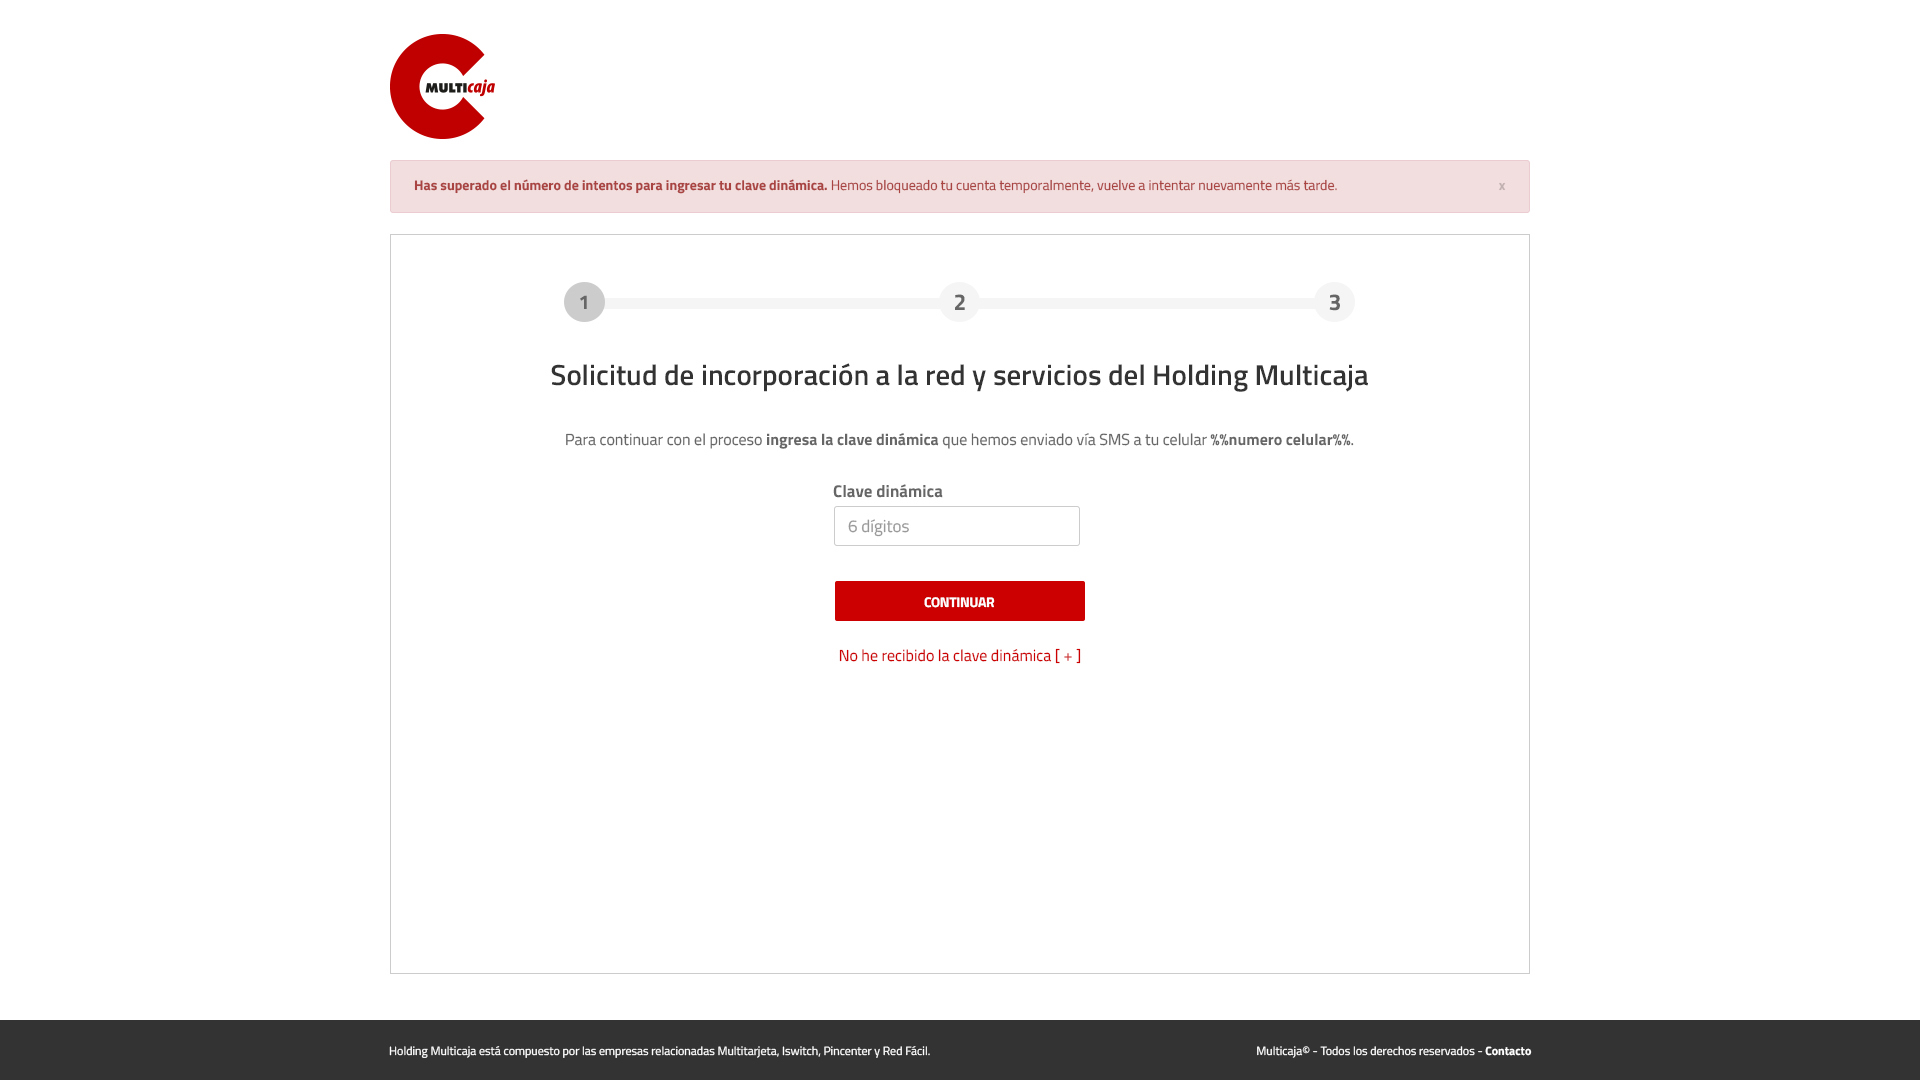 MULTIcaja
Has superado el número de intentos para ingresar tu clave dinámica. Hemos bloqueado tu cuenta temporalmente, vuelve a intentar nuevamente más tarde.
x
1
2
3
Solicitud de incorporación a la red y servicios del Holding Multicaja
Para continuar con el proceso ingresa la clave dinámica que hemos enviado vía SMS a tu celular %%numero celular%%.
Clave dinámica
6 dígitos
CONTINUAR
No he recibido la clave dinámica [ + ]
Holding Multicaja está compuesto por las empresas relacionadas Multitarjeta, Iswitch, Pincenter y Red Fácil.
Multicaja© - Todos los derechos reservados - Contacto